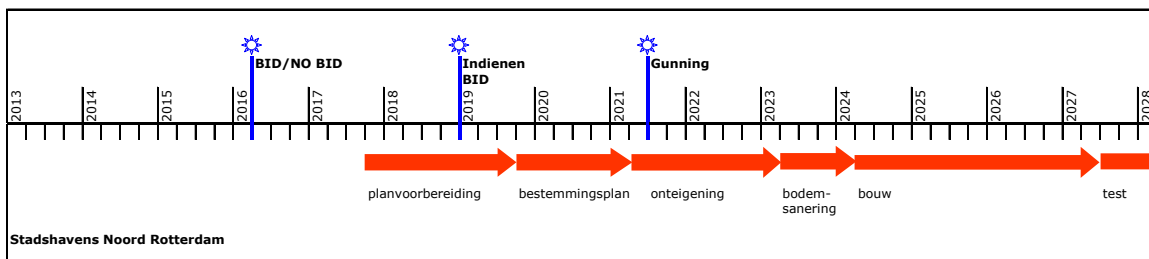 BID/NO BID
Indienen
BID
Gunning
2013
2014
2015
2016
2017
2018
2019
2020
2021
2022
2023
2024
2025
2026
2027
2028
planvoorbereiding
bestemmingsplan
onteigening
bodem-
sanering
bouw
test
Stadshavens Noord Rotterdam